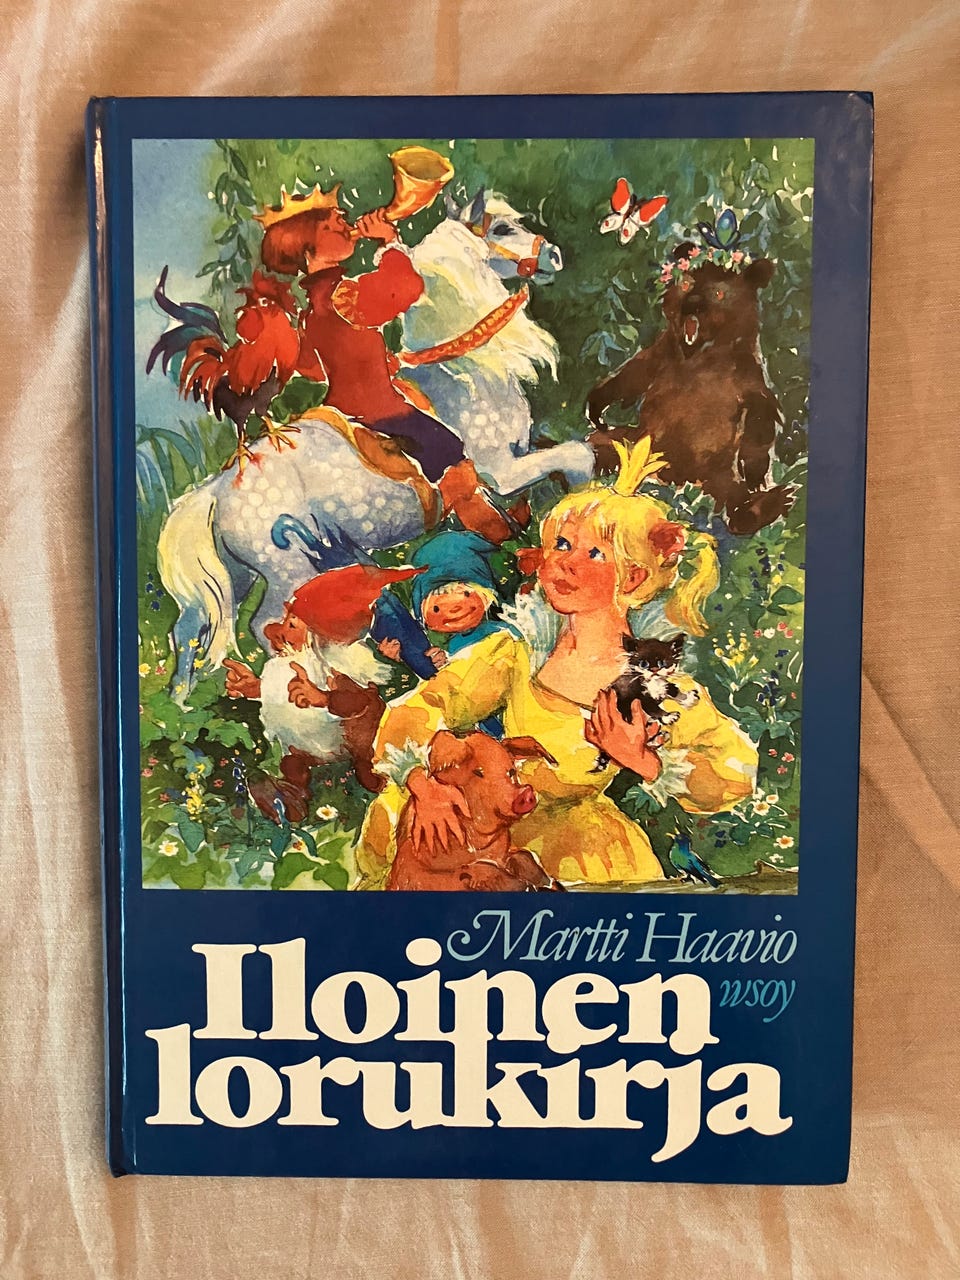 Martti Haavio
Iloinen
wsoy
lorukirja